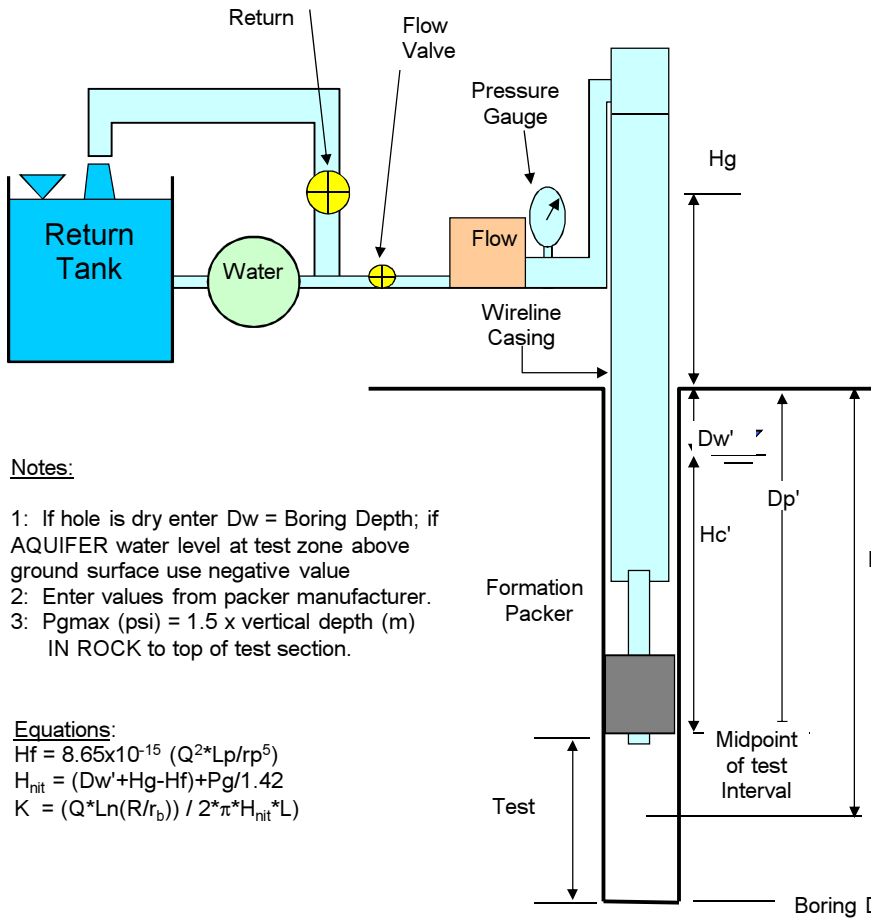 Return
Flow
Valve
Pressure
Gauge
Hg
Return
Tank
Water
Flow
Wireline
Casing
Dw'
Dp'
Hc'
Notes:
1: If hole is dry enter Dw = Boring Depth; if
AQUIFER water level at test zone above
ground surface use negative value
2: Enter values from packer manufacturer.
3: Pgmax (psi) = 1.5 x vertical depth (m)
IN ROCK to top of test section.
Formation
Packer
Equations:
Hf = 8.65x10⁻¹⁵ (Q²*Lp/rp⁵)
Hₙᵢₜ = (Dw'+Hg-Hf)+Pg/1.42
K = (Q*Ln(R/r_b)) / 2*π*Hₙᵢₜ*L)
Midpoint
of test
Interval
Test
Boring